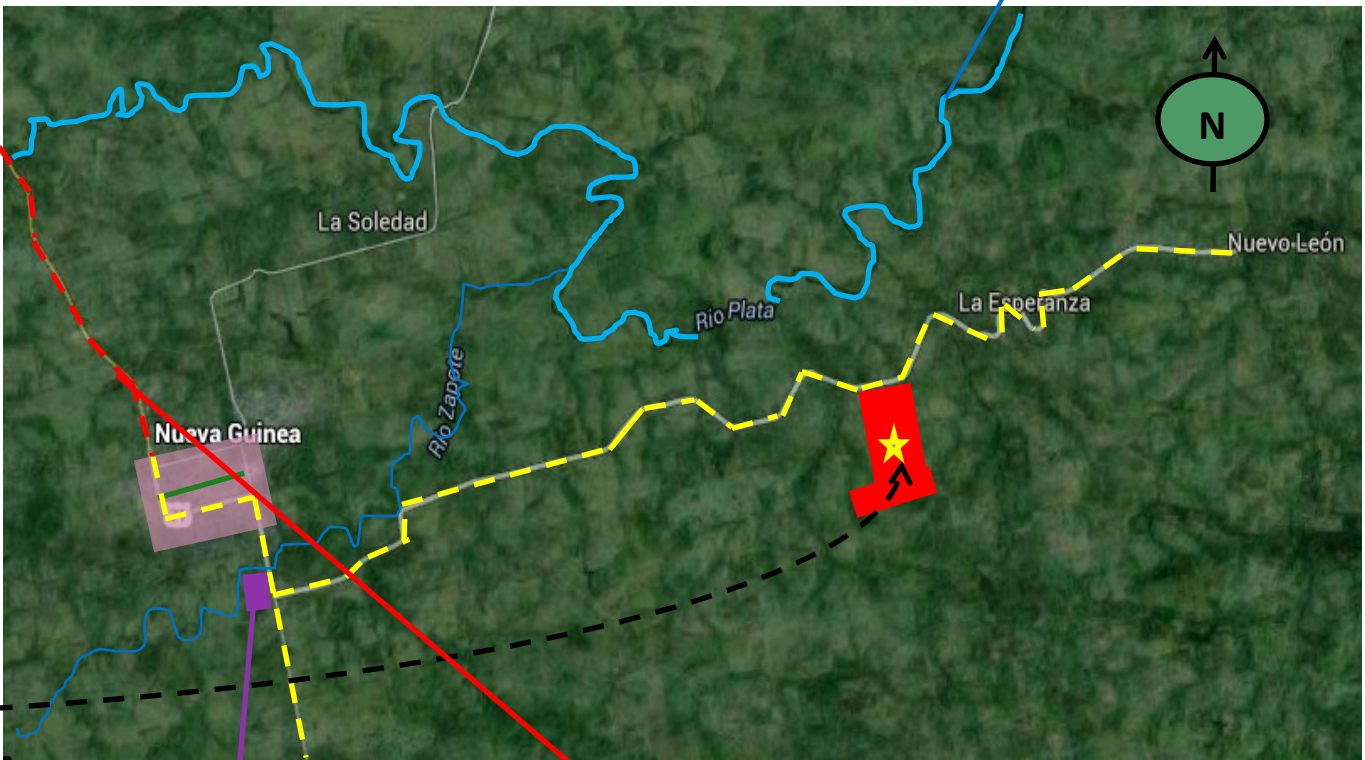 N
La Soledad
Nuevo León
La Esperanza
Rio Plata
Rio Zapote
Nueva Guinea